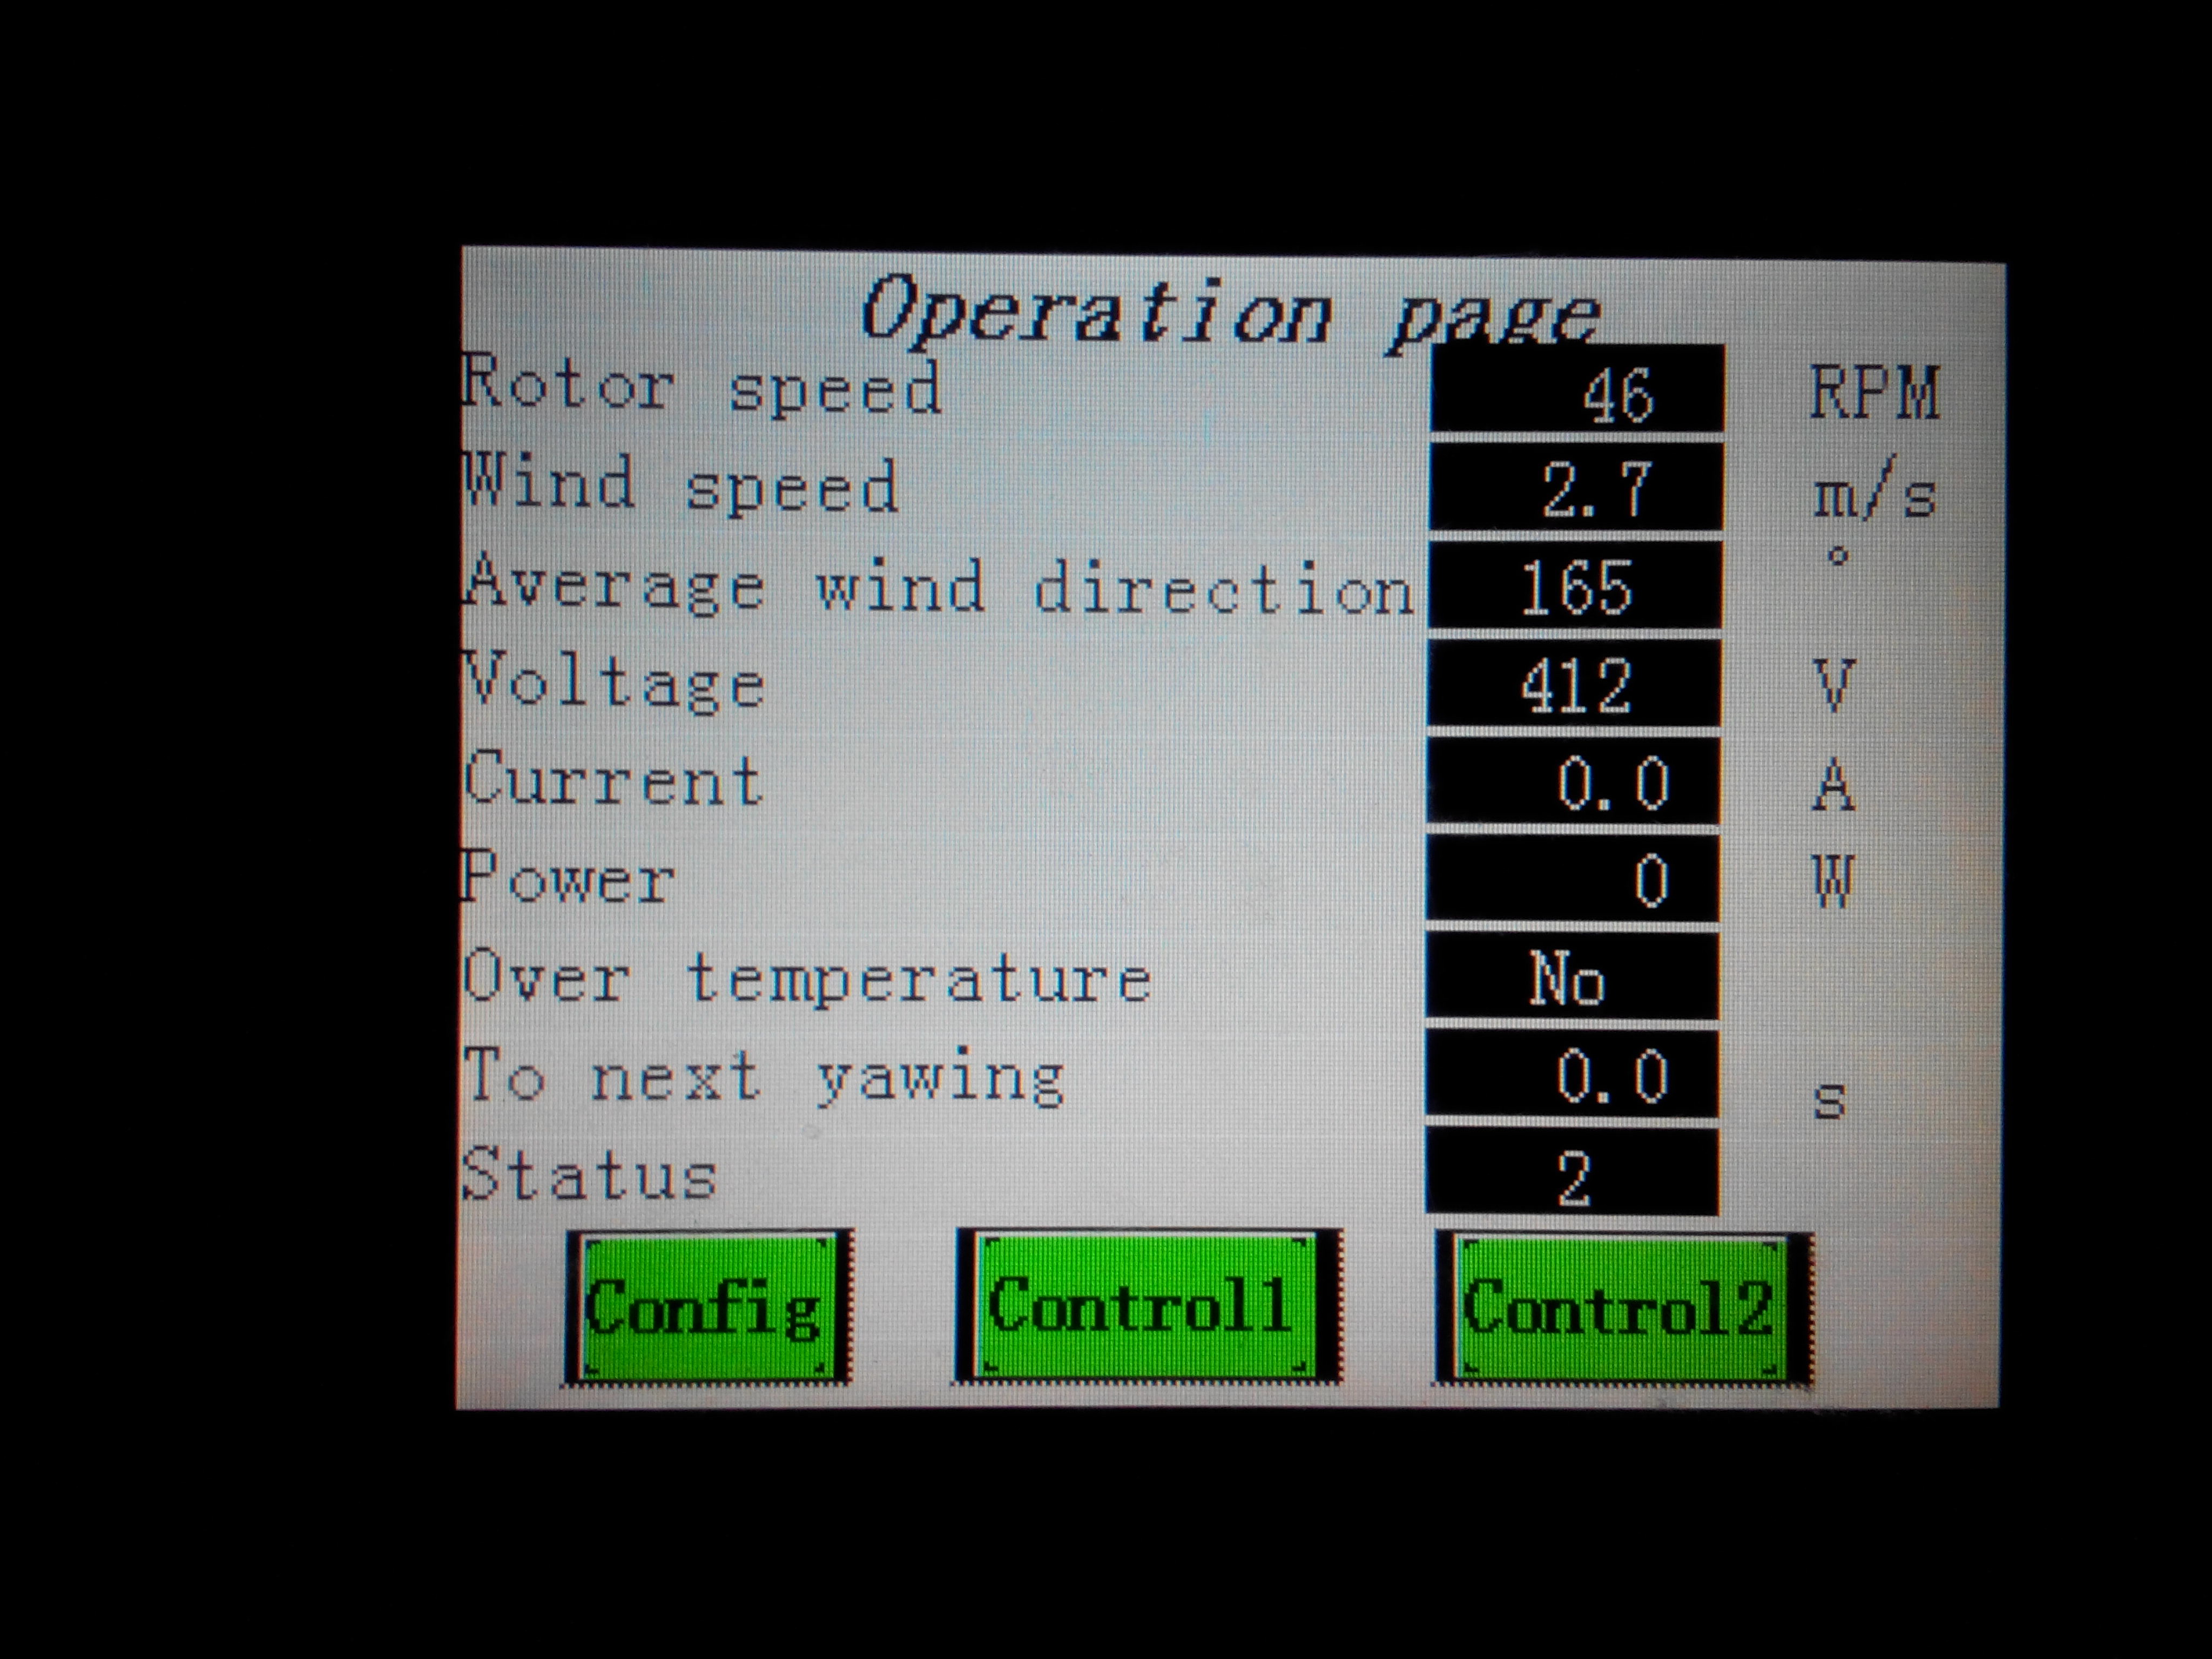 Operation page
Rotor speed 46 RPM
Wind speed 2.7 m/s
Average wind direction 165 °
Voltage 412 V
Current 0.0 A
Power 0 W
Over temperature No
To next yawing 0.0 s
Status 2
Config Control1 Control2